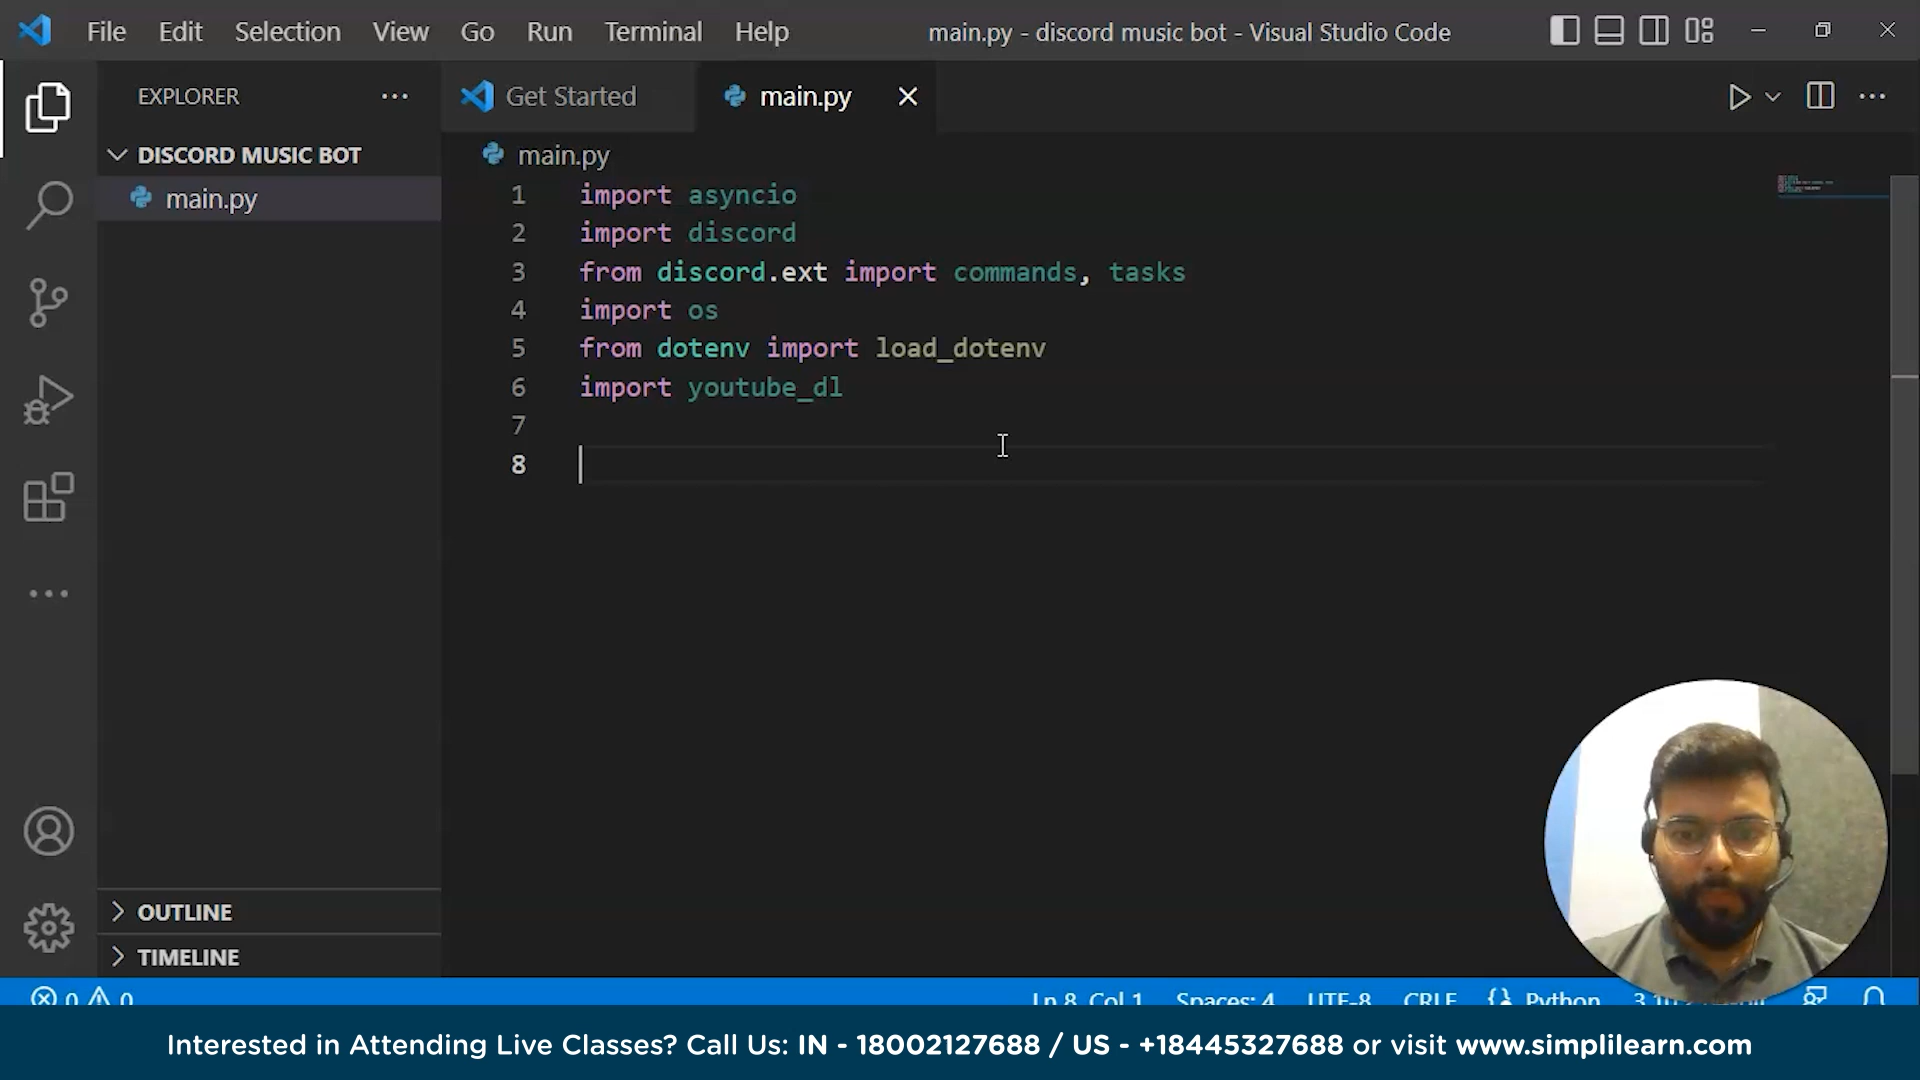 File Edit Selection View Go Run Terminal Help main.py - discord music bot - Visual Studio Code
EXPLORER
Get Started
main.py
DISCORD MUSIC BOT
main.py
main.py
1 import asyncio
2 import discord
3 from discord.ext import commands, tasks
4 import os
5 from dotenv import load_dotenv
6 import youtube_dl
7
8
OUTLINE
TIMELINE
0 0 Ln 8, Col 1 Spaces: 4 UTF-8 CRLF Python
Interested in Attending Live Classes? Call Us: IN - 18002127688 / US - +18445327688 or visit www.simplilearn.com